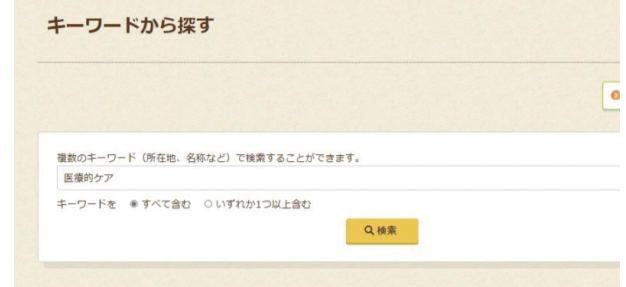 キーワードから探す
複数のキーワード（所在地、名称など）で検索することができます。
医療的ケア
キーワードを すべて含む いずれか1つ以上含む
検索